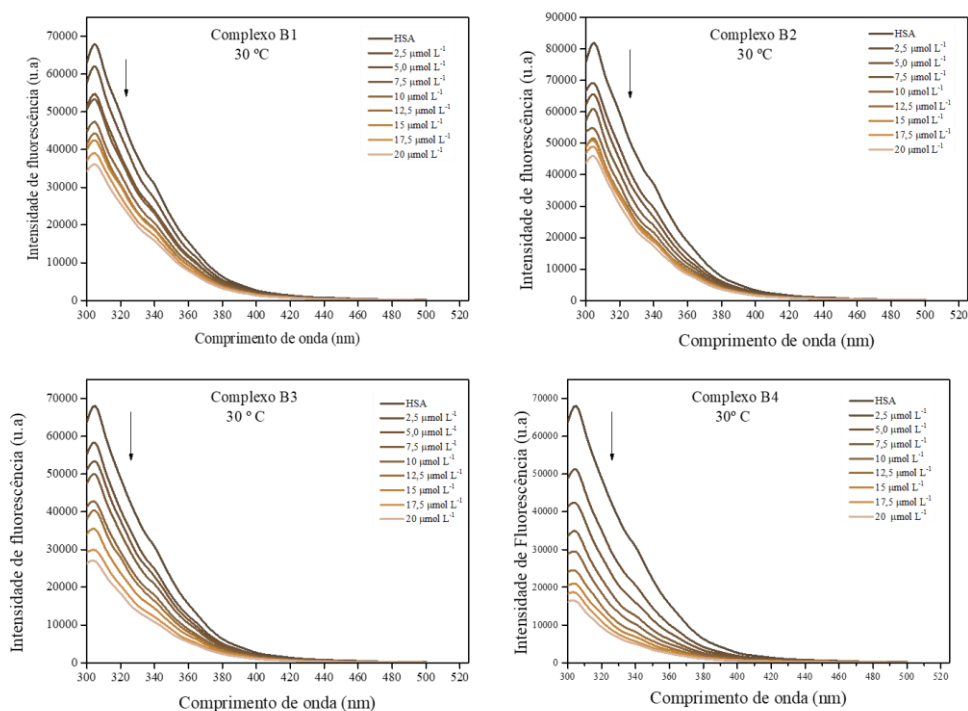 Complexo B1
30 ºC
HSA
2,5 µmol L⁻¹
5,0 µmol L⁻¹
7,5 µmol L⁻¹
10 µmol L⁻¹
12,5 µmol L⁻¹
15 µmol L⁻¹
17,5 µmol L⁻¹
20 µmol L⁻¹
Intensidade de fluorescência (u.a)
70000
60000
50000
40000
30000
20000
10000
0
300 320 340 360 380 400 420 440 460 480 500 520
Comprimento de onda (nm)
Complexo B2
30 ºC
HSA
2,5 µmol L⁻¹
5,0 µmol L⁻¹
7,5 µmol L⁻¹
10 µmol L⁻¹
12,5 µmol L⁻¹
15 µmol L⁻¹
17,5 µmol L⁻¹
20 µmol L⁻¹
Intensidade de fluorescência (u.a)
90000
80000
70000
60000
50000
40000
30000
20000
10000
0
300 320 340 360 380 400 420 440 460 480 500 520
Comprimento de onda (nm)
Complexo B3
30 º C
HSA
2,5 µmol L⁻¹
5,0 µmol L⁻¹
7,5 µmol L⁻¹
10 µmol L⁻¹
12,5 µmol L⁻¹
15 µmol L⁻¹
17,5 µmol L⁻¹
20 µmol L⁻¹
Intensidade de fluorescência (u.a)
70000
60000
50000
40000
30000
20000
10000
0
300 320 340 360 380 400 420 440 460 480 500 520
Comprimento de onda (nm)
Complexo B4
30º C
HSA
2,5 µmol L⁻¹
5,0 µmol L⁻¹
7,5 µmol L⁻¹
10 µmol L⁻¹
12,5 µmol L⁻¹
15 µmol L⁻¹
17,5 µmol L⁻¹
20 µmol L⁻¹
Intensidade de Fluorescência (u.a)
70000
60000
50000
40000
30000
20000
10000
0
300 320 340 360 380 400 420 440 460 480 500 520
Comprimento de onda (nm)